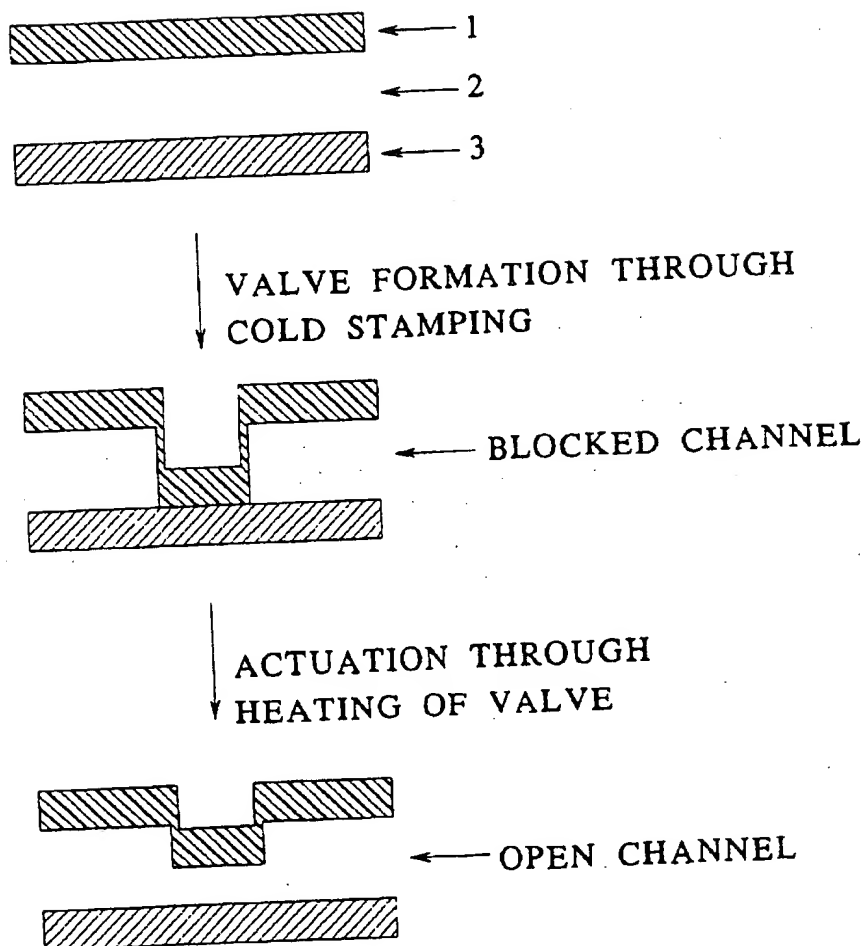 1
2
3
VALVE FORMATION THROUGH
COLD STAMPING
BLOCKED CHANNEL
ACTUATION THROUGH
HEATING OF VALVE
OPEN CHANNEL